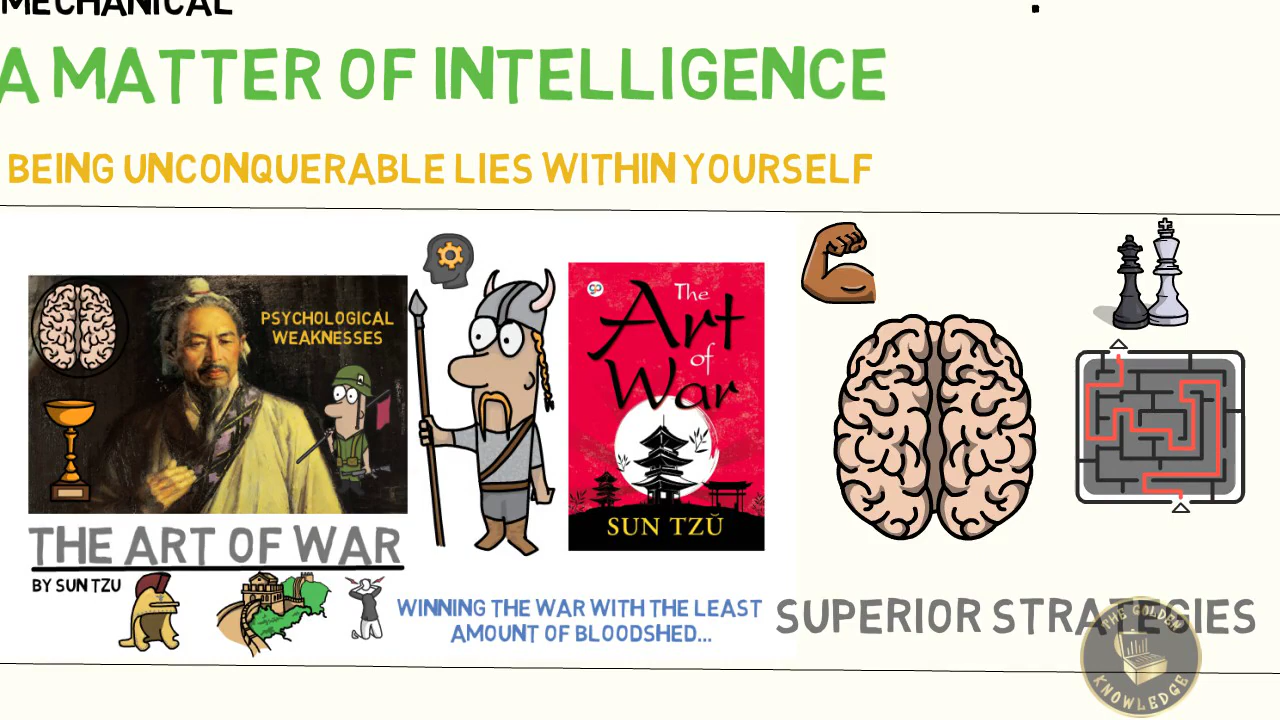 MECHANICAL
A MATTER OF INTELLIGENCE
BEING UNCONQUERABLE LIES WITHIN YOURSELF
PSYCHOLOGICAL
WEAKNESSES
THE ART OF WAR
BY SUN TZU
GP
The
Art
of
War
SUN TZŬ
WINNING THE WAR WITH THE LEAST
AMOUNT OF BLOODSHED...
SUPERIOR STRATEGIES
THE GOLDEN
KNOWLEDGE